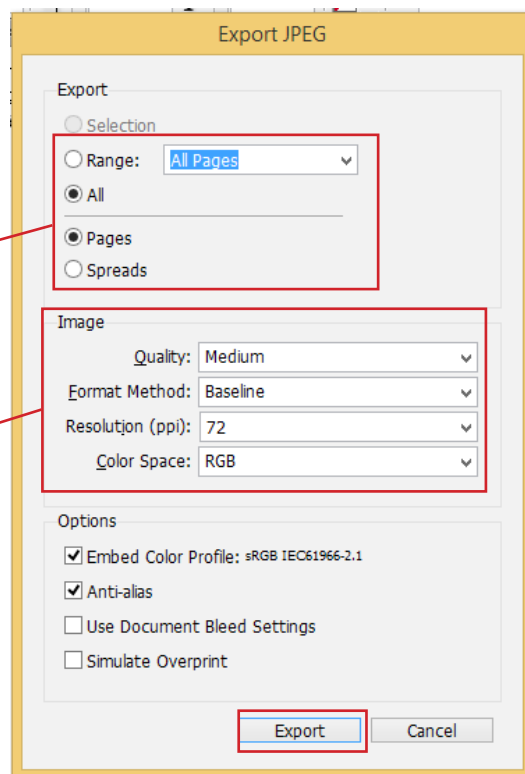 Export JPEG
Export
Selection
Range: All Pages
All
Pages
Spreads
Image
Quality: Medium
Format Method: Baseline
Resolution (ppi): 72
Color Space: RGB
Options
Embed Color Profile: sRGB IEC61966-2.1
Anti-alias
Use Document Bleed Settings
Simulate Overprint
Export Cancel